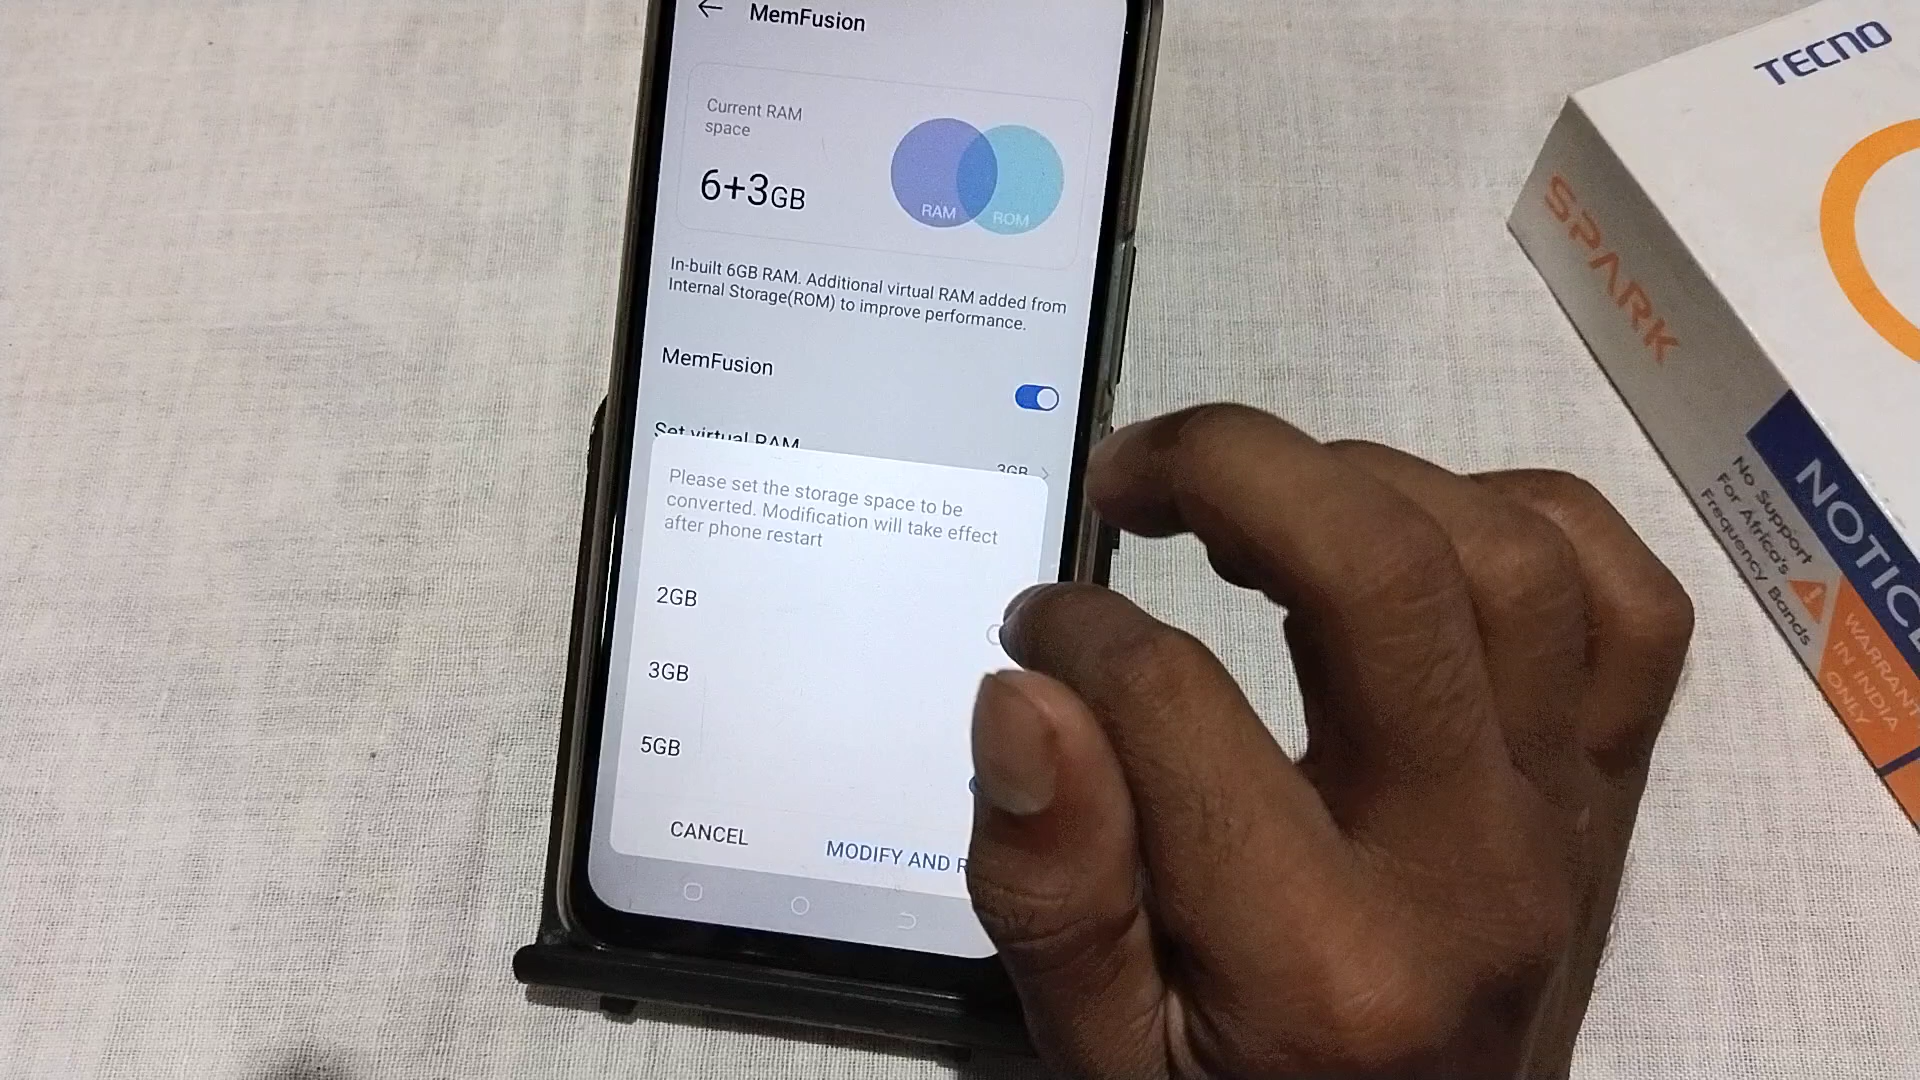 MemFusion
Current RAM
space
6+3GB
RAM
ROM
In-built 6GB RAM. Additional virtual RAM added from
Internal Storage(ROM) to improve performance.
MemFusion
Set virtual RAM
3GB
Please set the storage space to be
converted. Modification will take effect
after phone restart
2GB
3GB
5GB
CANCEL
MODIFY AND R
TECNO
SPARK
NOTIC
No Support
For Africa's
Frequency Bands
WARRANT
IN INDIA
ONLY